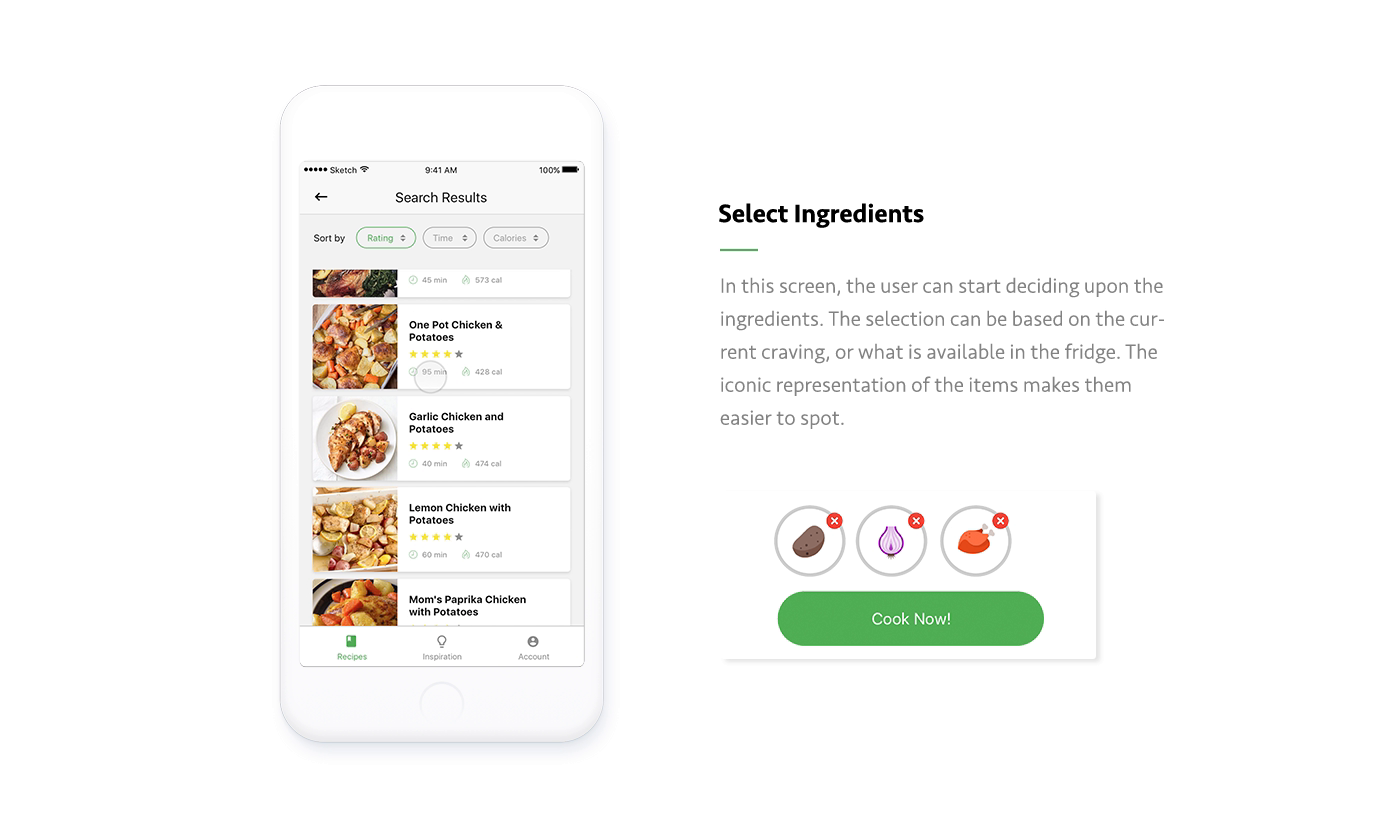 Sketch 9:41 AM 100%
Search Results
Sort by Rating Time Calories
45 min 573 cal
One Pot Chicken &
Potatoes
95 min 428 cal
Garlic Chicken and
Potatoes
40 min 474 cal
Lemon Chicken with
Potatoes
60 min 470 cal
Mom's Paprika Chicken
with Potatoes
Recipes Inspiration Account
Select Ingredients
In this screen, the user can start deciding upon the
ingredients. The selection can be based on the cur-
rent craving, or what is available in the fridge. The
iconic representation of the items makes them
easier to spot.
Cook Now!